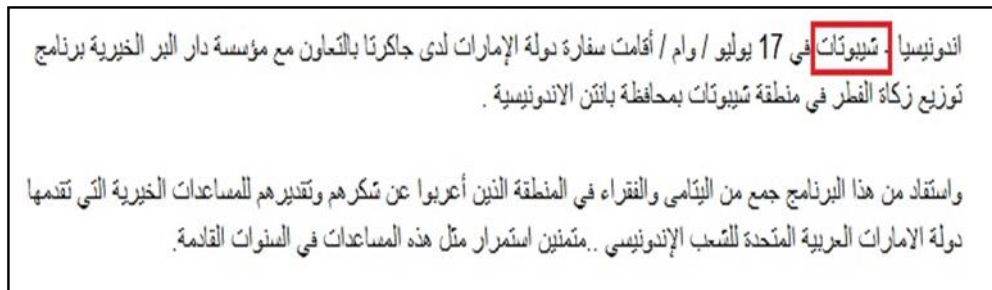 اندونيسيا - شيبوتات في 17 يوليو / وام / أقامت سفارة دولة الإمارات لدى جاكرتا بالتعاون مع مؤسسة دار البر الخيرية برنامج
توزيع زكاة الفطر في منطقة شيبوتات بمحافظة بانتن الاندونيسية .
واستفاد من هذا البرنامج جمع من اليتامى والفقراء في المنطقة الذين أعربوا عن شكرهم وتقديرهم للمساعدات الخيرية التي تقدمها
دولة الامارات العربية المتحدة للشعب الإندونيسي ..متمنين استمرار مثل هذه المساعدات في السنوات القادمة.